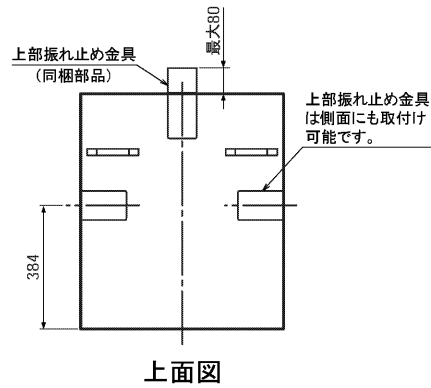 最大80
上部振れ止め金具
(同梱部品)
上部振れ止め金具
は側面にも取付け
可能です。
384
上面図